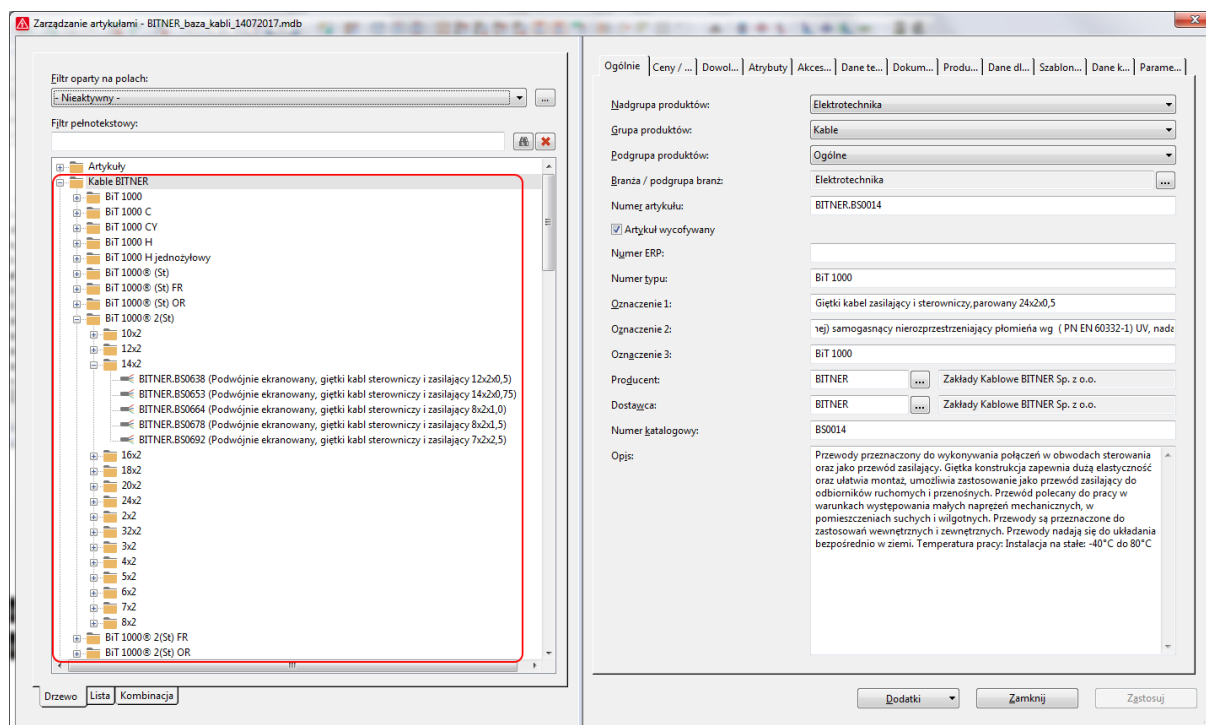 Zarządzanie artykułami - BITNER_baza_kabli_14072017.mdb
Filtr oparty na polach:
- Nieaktywny -
...
Filtr pełnotekstowy:
Artykuły
Kable BITNER
BiT 1000
BiT 1000 C
BiT 1000 CY
BiT 1000 H
BiT 1000 H jednożyłowy
BiT 1000® (St)
BiT 1000® (St) FR
BiT 1000® (St) OR
BiT 1000® 2(St)
10x2
12x2
14x2
BITNER.BS0638 (Podwójnie ekranowany, giętki kabl sterowniczy i zasilający 12x2x0,5)
BITNER.BS0653 (Podwójnie ekranowany, giętki kabl sterowniczy i zasilający 14x2x0,75)
BITNER.BS0664 (Podwójnie ekranowany, giętki kabl sterowniczy i zasilający 8x2x1,0)
BITNER.BS0678 (Podwójnie ekranowany, giętki kabl sterowniczy i zasilający 8x2x1,5)
BITNER.BS0692 (Podwójnie ekranowany, giętki kabl sterowniczy i zasilający 7x2x2,5)
16x2
18x2
20x2
24x2
2x2
32x2
3x2
4x2
5x2
6x2
7x2
8x2
BiT 1000® 2(St) FR
BiT 1000® 2(St) OR
Drzewo Lista Kombinacja
Ogólnie Ceny / ... Dowol... Atrybuty Akces... Dane te... Dokum... Produ... Dane dl... Szablon... Dane k... Parame...
Nadgrupa produktów: Elektrotechnika
Grupa produktów: Kable
Podgrupa produktów: Ogólne
Branża / podgrupa branż: Elektrotechnika ...
Numer artykułu: BITNER.BS0014
Artykuł wycofywany
Numer ERP:
Numer typu: BiT 1000
Oznaczenie 1: Giętki kabel zasilający i sterowniczy,parowany 24x2x0,5
Oznaczenie 2: nej) samogasnący nierozprzestrzeniający płomienia wg ( PN EN 60332-1) UV, nada
Oznaczenie 3: BiT 1000
Producent: BITNER ... Zakłady Kablowe BITNER Sp. z o.o.
Dostawca: BITNER ... Zakłady Kablowe BITNER Sp. z o.o.
Numer katalogowy: BS0014
Opis: Przewody przeznaczony do wykonywania połączeń w obwodach sterowania
oraz jako przewód zasilający. Giętka konstrukcja zapewnia dużą elastyczność
oraz ułatwia montaż, umożliwia zastosowanie jako przewód zasilający do
odbiorników ruchomych i przenośnych. Przewód polecany do pracy w
warunkach występowania małych naprężeń mechanicznych, w
pomieszczeniach suchych i wilgotnych. Przewody są przeznaczone do
zastosowań wewnętrznych i zewnętrznych. Przewody nadają się do układania
bezpośrednio w ziemi. Temperatura pracy: Instalacja na stałe: -40°C do 80°C
Dodatki Zamknij Zastosuj